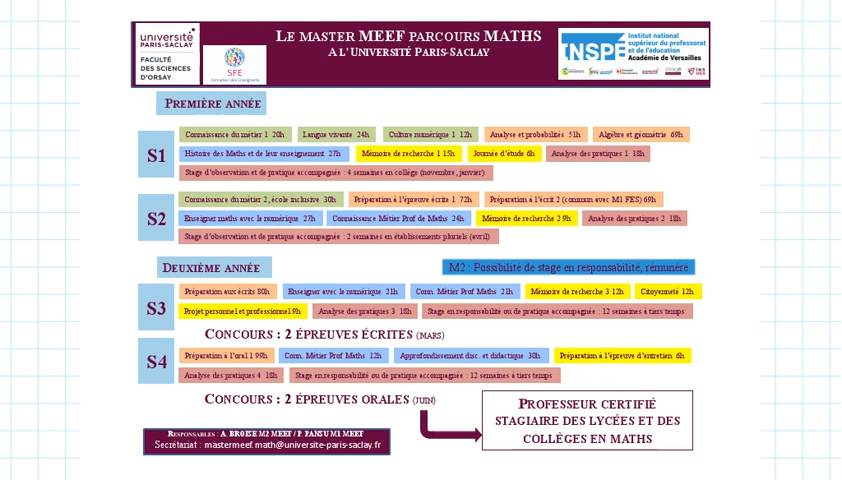 université
PARIS-SACLAY
FACULTÉ
DES SCIENCES
D'ORSAY
SFE
LE MASTER MEEF PARCOURS MATHS
A L'UNIVERSITÉ PARIS-SACLAY
INSPÉ
Institut national
supérieur du professorat
et de l'éducation
Académie de Versailles
PREMIÈRE ANNÉE
S1
Connaissance du métier 1 20h
Langue vivante 24h
Culture numérique 1 12h
Analyse et probabilités 51h
Algèbre et géométrie 69h
Histoire des Maths et de leur enseignement 27h
Mémoire de recherche 1 15h
Journée d'étude 6h
Analyse des pratiques 1 18h
Stage d'observation et de pratique accompagnée : 4 semaines en collège (novembre, janvier)
S2
Connaissance du métier 2, école inclusive 30h
Préparation à l'épreuve écrite 1 72h
Préparation à l'écrit 2 (commun avec M1 FES) 69h
Enseigner maths avec le numérique 27h
Connaissance Métier Prof de Maths 24h
Mémoire de recherche 2 9h
Analyse des pratiques 2 18h
Stage d'observation et de pratique accompagnée : 2 semaines en établissements pluriels (avril)
DEUXIÈME ANNÉE
M2 : Possibilité de stage en responsabilité, rémunéré
S3
Préparation aux écrits 80h
Enseigner avec le numérique 21h
Conn. Métier Prof Maths 21h
Mémoire de recherche 3 12h
Citoyenneté 12h
Projet personnel et professionnel 9h
Analyse des pratiques 3 18h
Stage en responsabilité ou de pratique accompagnée : 12 semaines à tiers temps
CONCOURS : 2 ÉPREUVES ÉCRITES (MARS)
S4
Préparation à l'oral 1 99h
Conn. Métier Prof Maths 12h
Approfondissement disc. et didactique 30h
Préparation à l'épreuve d'entretien 6h
Analyse des pratiques 4 18h
Stage en responsabilité ou de pratique accompagnée : 12 semaines à tiers temps
CONCOURS : 2 ÉPREUVES ORALES (JUIN)
PROFESSEUR CERTIFIÉ
STAGIAIRE DES LYCÉES ET DES
COLLÈGES EN MATHS
RESPONSABLES : A. BROISE M2 MEEF / P. PANSU M1 MEEF
Secrétariat : mastermeef.math@universite-paris-saclay.fr